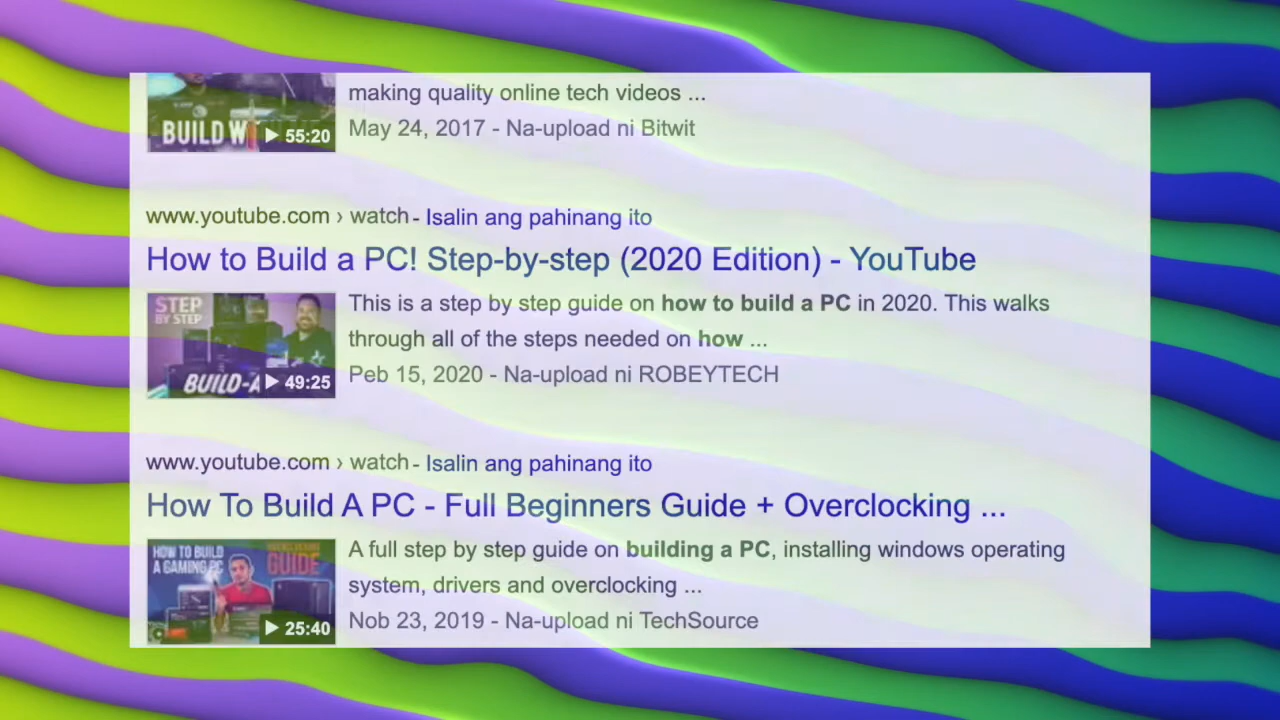 making quality online tech videos ...
BUILD W
55:20
May 24, 2017 - Na-upload ni Bitwit
www.youtube.com › watch - Isalin ang pahinang ito
How to Build a PC! Step-by-step (2020 Edition) - YouTube
STEP
BY STEP
BUILD-A
49:25
This is a step by step guide on how to build a PC in 2020. This walks
through all of the steps needed on how ...
Peb 15, 2020 - Na-upload ni ROBEYTECH
www.youtube.com › watch - Isalin ang pahinang ito
How To Build A PC - Full Beginners Guide + Overclocking ...
HOW TO BUILD
A GAMING PC
GUIDE
25:40
A full step by step guide on building a PC, installing windows operating
system, drivers and overclocking ...
Nob 23, 2019 - Na-upload ni TechSource